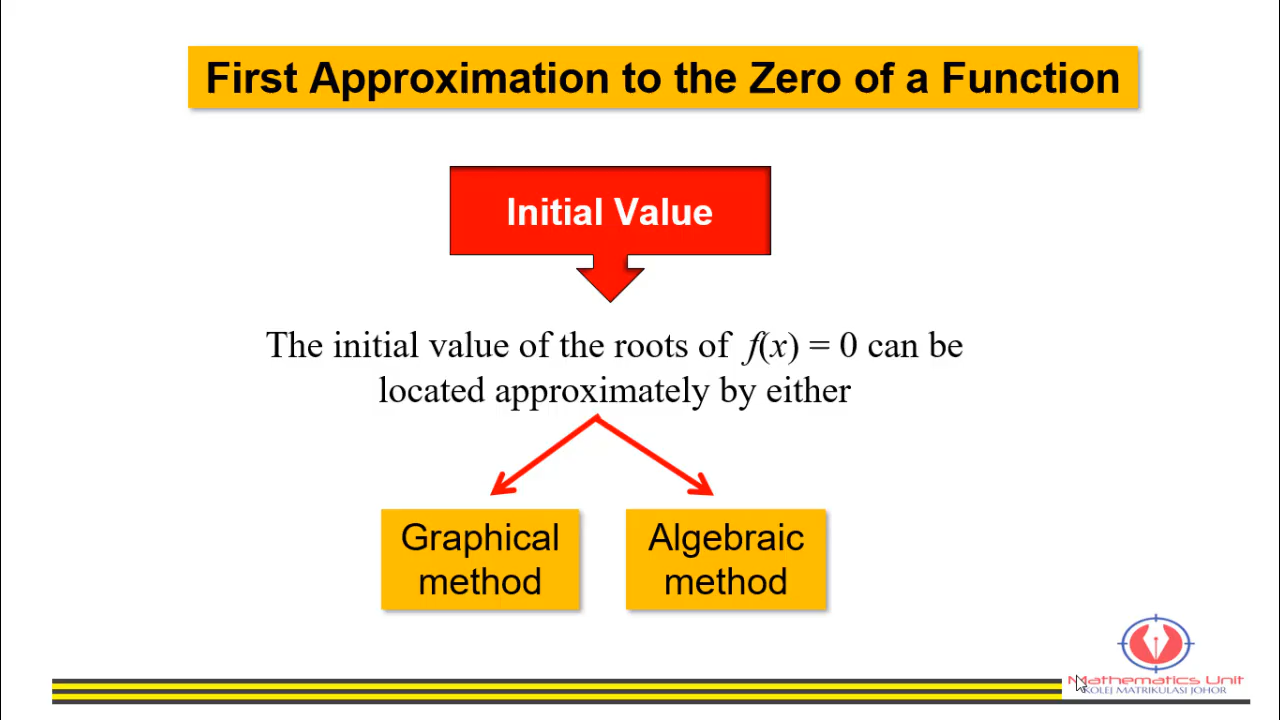 First Approximation to the Zero of a Function
Initial Value
The initial value of the roots of f(x) = 0 can be
located approximately by either
Graphical
method
Algebraic
method
Mathematics Unit
KOLEJ MATRIKULASI JOHOR